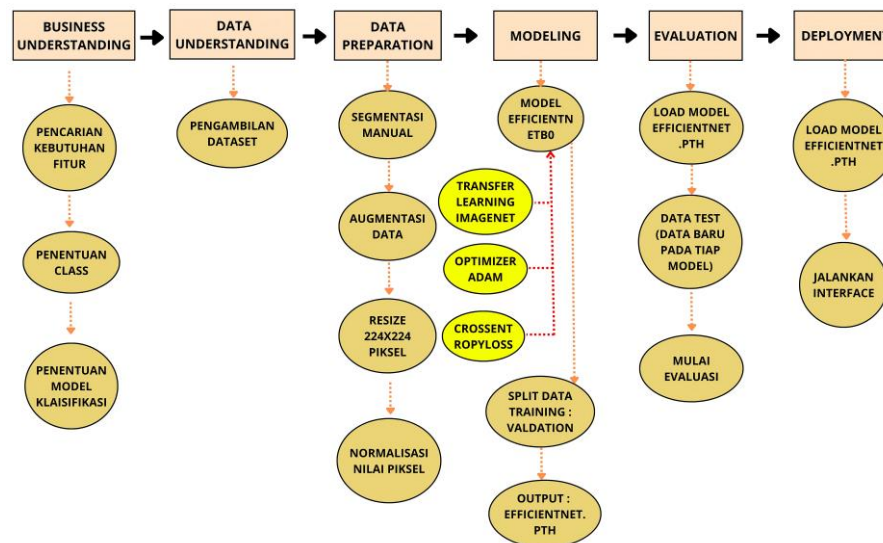 BUSINESS
UNDERSTANDING
DATA
UNDERSTANDING
DATA
PREPARATION
MODELING
EVALUATION
DEPLOYMENT
PENCARIAN
KEBUTUHAN
FITUR
PENENTUAN
CLASS
PENENTUAN
MODEL
KLAISIFIKASI
PENGAMBILAN
DATASET
SEGMENTASI
MANUAL
AUGMENTASI
DATA
RESIZE
224X224
PIKSEL
NORMALISASI
NILAI PIKSEL
MODEL
EFFICIENTN
ETB0
TRANSFER
LEARNING
IMAGENET
OPTIMIZER
ADAM
CROSSENT
ROPYLOSS
SPLIT DATA
TRAINING :
VALDATION
OUTPUT :
EFFICIENTNET.
PTH
LOAD MODEL
EFFICIENTNET
.PTH
DATA TEST
(DATA BARU
PADA TIAP
MODEL)
MULAI
EVALUASI
LOAD MODEL
EFFICIENTNET
.PTH
JALANKAN
INTERFACE